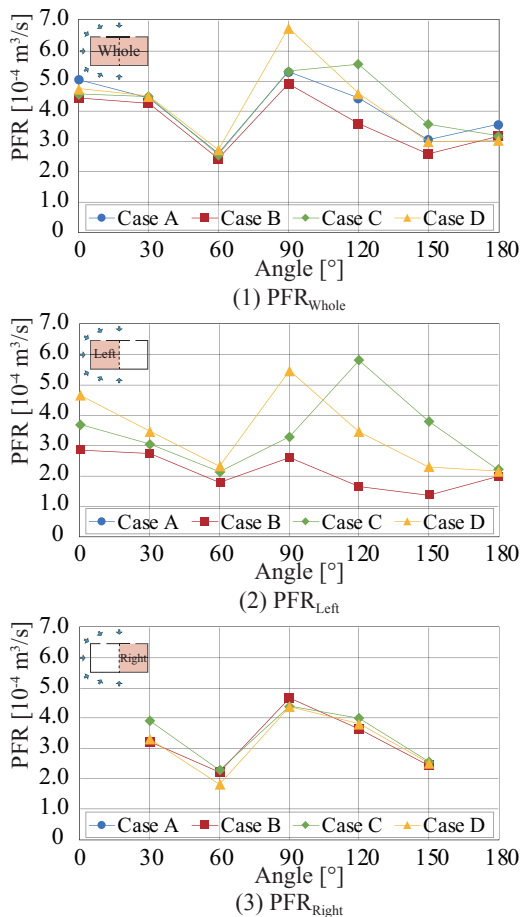 PFR [10⁻⁴ m³/s]
7.0
6.0
5.0
4.0
3.0
2.0
1.0
0
Whole
Case A Case B Case C Case D
0 30 60 90 120 150 180
Angle [°]
(1) PFR_Whole
PFR [10⁻⁴ m³/s]
7.0
6.0
5.0
4.0
3.0
2.0
1.0
0
Left
0 30 60 90 120 150 180
Angle [°]
(2) PFR_Left
PFR [10⁻⁴ m³/s]
7.0
6.0
5.0
4.0
3.0
2.0
1.0
0
Right
Case A Case B Case C Case D
0 30 60 90 120 150 180
Angle [°]
(3) PFR_Right